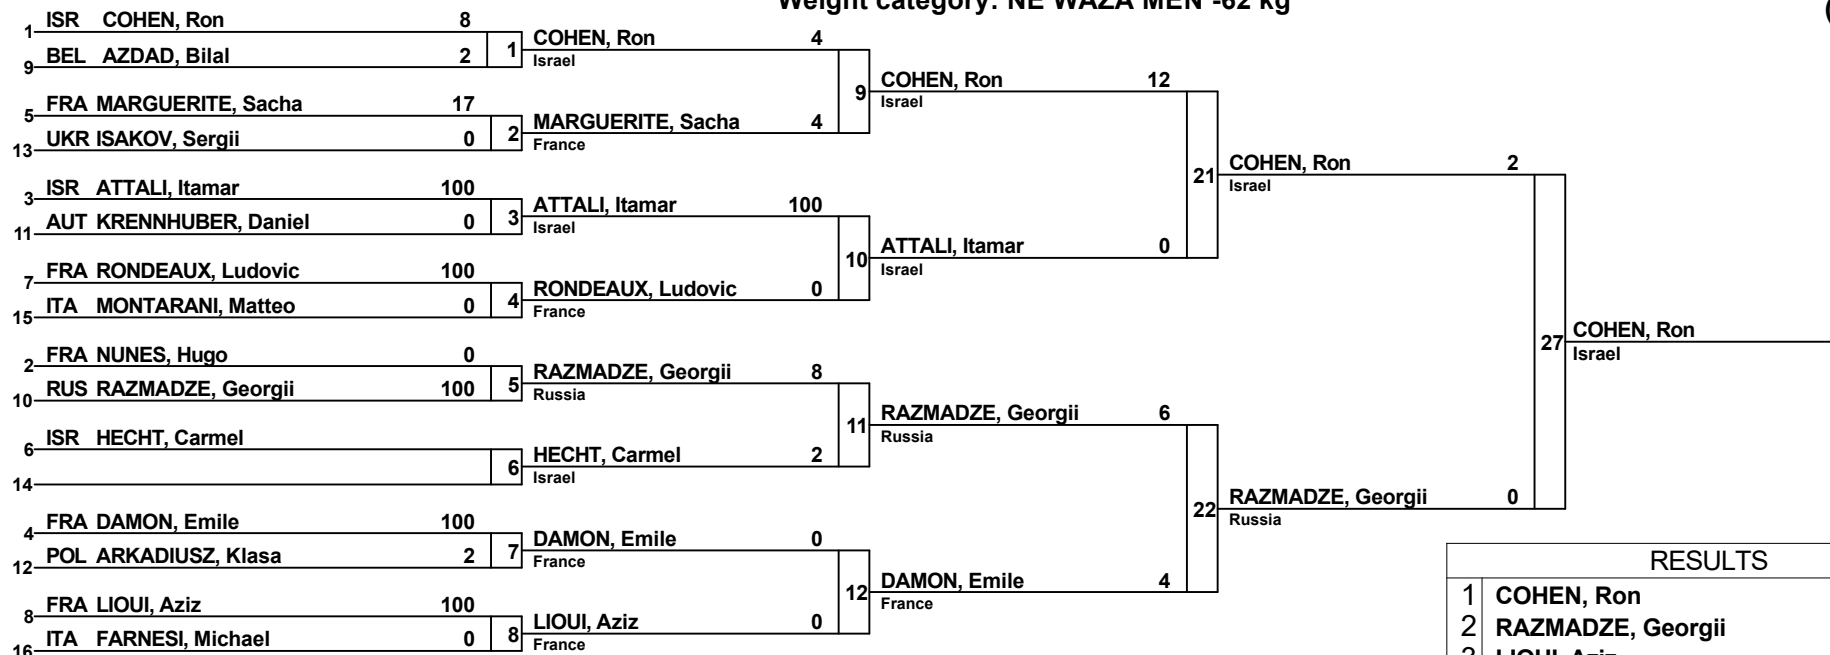 Weight category: NE WAZA MEN -62 kg
(
1 ISR COHEN, Ron 8
9 BEL AZDAD, Bilal 2
1 COHEN, Ron 4
Israel
5 FRA MARGUERITE, Sacha 17
13 UKR ISAKOV, Sergii 0
2 MARGUERITE, Sacha 4
France
9 COHEN, Ron 12
Israel
3 ISR ATTALI, Itamar 100
11 AUT KRENNHUBER, Daniel 0
3 ATTALI, Itamar 100
Israel
7 FRA RONDEAUX, Ludovic 100
15 ITA MONTARANI, Matteo 0
4 RONDEAUX, Ludovic 0
France
10 ATTALI, Itamar 0
Israel
21 COHEN, Ron 2
Israel
2 FRA NUNES, Hugo 0
10 RUS RAZMADZE, Georgii 100
5 RAZMADZE, Georgii 8
Russia
6 ISR HECHT, Carmel
14
6 HECHT, Carmel 2
Israel
11 RAZMADZE, Georgii 6
Russia
4 FRA DAMON, Emile 100
12 POL ARKADIUSZ, Klasa 2
7 DAMON, Emile 0
France
8 FRA LIOUI, Aziz 100
16 ITA FARNESI, Michael 0
8 LIOUI, Aziz 0
France
12 DAMON, Emile 4
France
22 RAZMADZE, Georgii 0
Russia
27 COHEN, Ron
Israel
RESULTS
1 COHEN, Ron
2 RAZMADZE, Georgii
3 LIOUI, Aziz